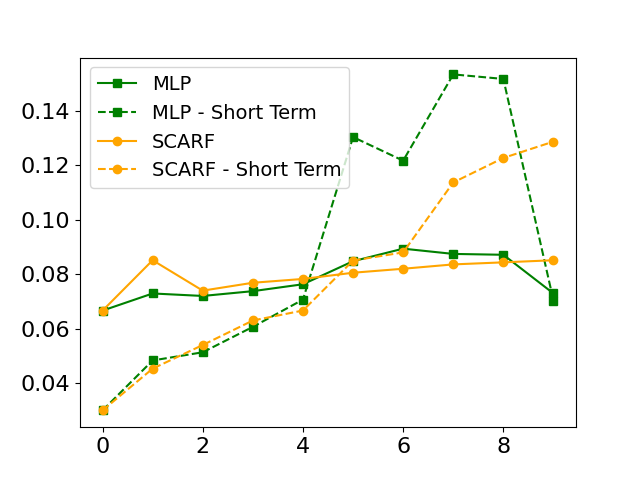 MLP
MLP - Short Term
SCARF
SCARF - Short Term
0.14
0.12
0.10
0.08
0.06
0.04
0 2 4 6 8